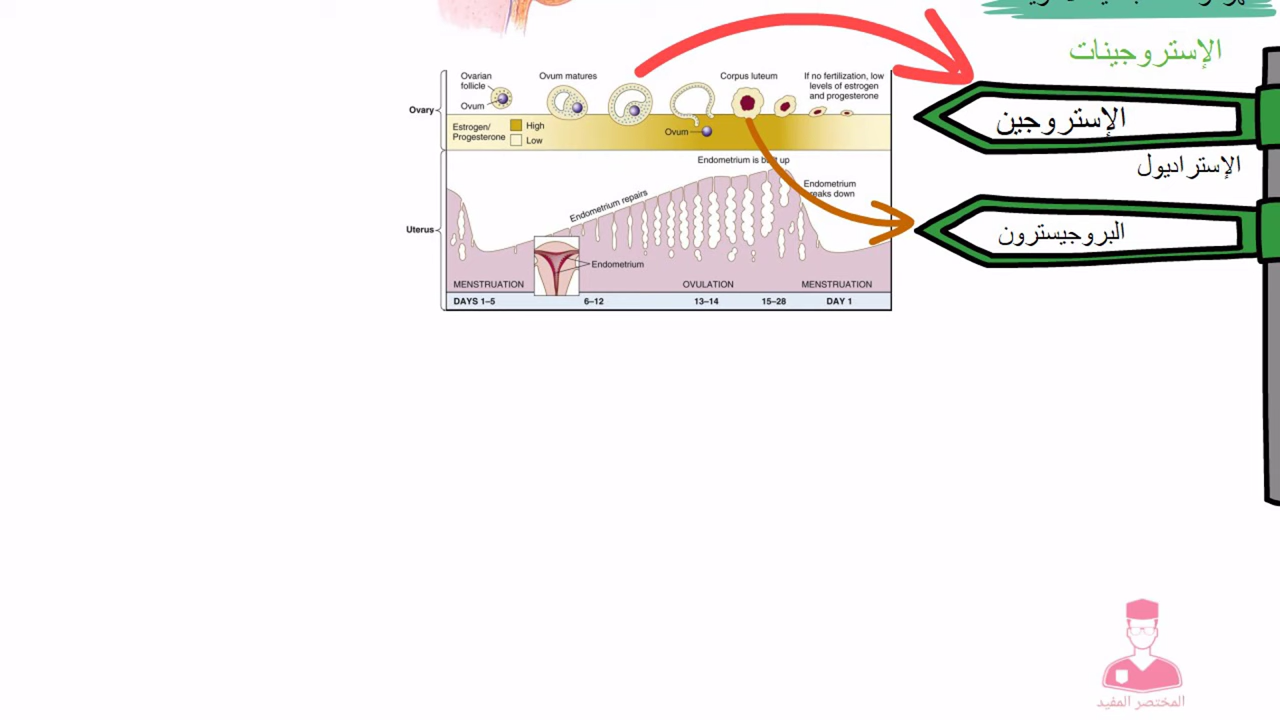 الإستروجينات
Ovarian
follicle
Ovum
Ovum matures
Corpus luteum
If no fertilization, low
levels of estrogen
and progesterone
Ovary
Estrogen/
Progesterone
High
Low
Ovum
الإستروجين
الإستراديول
البروجيسترون
Endometrium is built up
Endometrium
breaks down
Endometrium repairs
Uterus
Endometrium
MENSTRUATION
OVULATION
MENSTRUATION
DAYS 1–5
6–12
13–14
15–28
DAY 1
المختصر المفيد